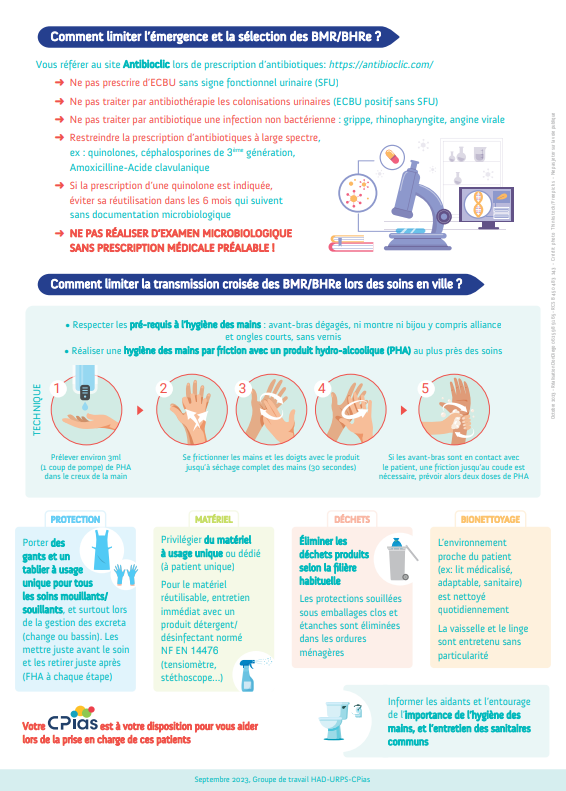 Comment limiter l'émergence et la sélection des BMR/BHRe ?
Vous référer au site Antibioclic lors de prescription d'antibiotiques: https://antibioclic.com/
➜ Ne pas prescrire d'ECBU sans signe fonctionnel urinaire (SFU)
➜ Ne pas traiter par antibiothérapie les colonisations urinaires (ECBU positif sans SFU)
➜ Ne pas traiter par antibiotique une infection non bactérienne : grippe, rhinopharyngite, angine virale
➜ Restreindre la prescription d'antibiotiques à large spectre,
ex : quinolones, céphalosporines de 3ème génération,
Amoxicilline-Acide clavulanique
➜ Si la prescription d'une quinolone est indiquée,
éviter sa réutilisation dans les 6 mois qui suivent
sans documentation microbiologique
➜ NE PAS RÉALISER D'EXAMEN MICROBIOLOGIQUE
SANS PRESCRIPTION MÉDICALE PRÉALABLE !
Comment limiter la transmission croisée des BMR/BHRe lors des soins en ville ?
• Respecter les pré-requis à l'hygiène des mains : avant-bras dégagés, ni montre ni bijou y compris alliance
et ongles courts, sans vernis
• Réaliser une hygiène des mains par friction avec un produit hydro-alcoolique (PHA) au plus près des soins
TECHNIQUE
1
2
3
4
5
Prélever environ 3ml
(1 coup de pompe) de PHA
dans le creux de la main
Se frictionner les mains et les doigts avec le produit
jusqu'à séchage complet des mains (30 secondes)
Si les avant-bras sont en contact avec
le patient, une friction jusqu'au coude est
nécessaire, prévoir alors deux doses de PHA
PROTECTION
Porter des
gants et un
tablier à usage
unique pour tous
les soins mouillants/
souillants, et surtout lors
de la gestion des excreta
(change ou bassin). Les
mettre juste avant le soin
et les retirer juste après
(FHA à chaque étape)
MATÉRIEL
Privilégier du matériel
à usage unique ou dédié
(à patient unique)
Pour le matériel
réutilisable, entretien
immédiat avec un
produit détergent/
désinfectant normé
NF EN 14476
(tensiomètre,
stéthoscope...)
DÉCHETS
Éliminer les
déchets produits
selon la filière
habituelle
Les protections souillées
sous emballages clos et
étanches sont éliminées
dans les ordures
ménagères
BIONETTOYAGE
L'environnement
proche du patient
(ex: lit médicalisé,
adaptable, sanitaire)
est nettoyé
quotidiennement
La vaisselle et le linge
sont entretenu sans
particularité
Votre CPias est à votre disposition pour vous aider
lors de la prise en charge de ces patients
Informer les aidants et l'entourage
de l'importance de l'hygiène des
mains, et l'entretien des sanitaires
communs
Septembre 2023, Groupe de travail HAD-URPS-CPias